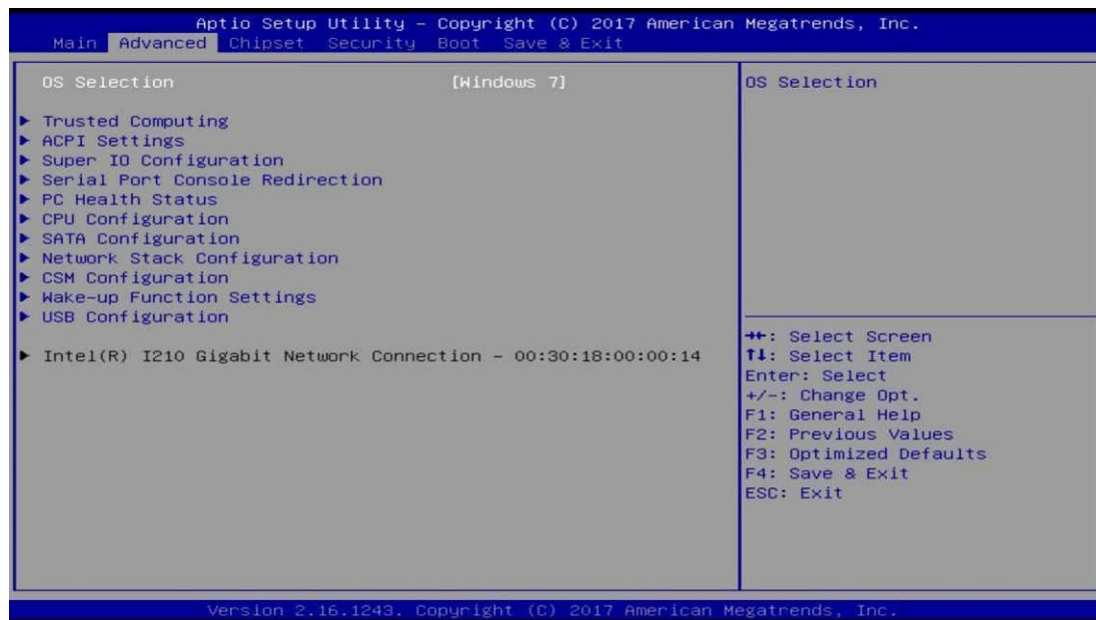 Aptio Setup Utility – Copyright (C) 2017 American Megatrends, Inc.
Main Advanced Chipset Security Boot Save & Exit
OS Selection [Windows 7]
▶ Trusted Computing
▶ ACPI Settings
▶ Super IO Configuration
▶ Serial Port Console Redirection
▶ PC Health Status
▶ CPU Configuration
▶ SATA Configuration
▶ Network Stack Configuration
▶ CSM Configuration
▶ Wake-up Function Settings
▶ USB Configuration
▶ Intel(R) I210 Gigabit Network Connection – 00:30:18:00:00:14
OS Selection
→←: Select Screen
↑↓: Select Item
Enter: Select
+/-: Change Opt.
F1: General Help
F2: Previous Values
F3: Optimized Defaults
F4: Save & Exit
ESC: Exit
Version 2.16.1243. Copyright (C) 2017 American Megatrends, Inc.